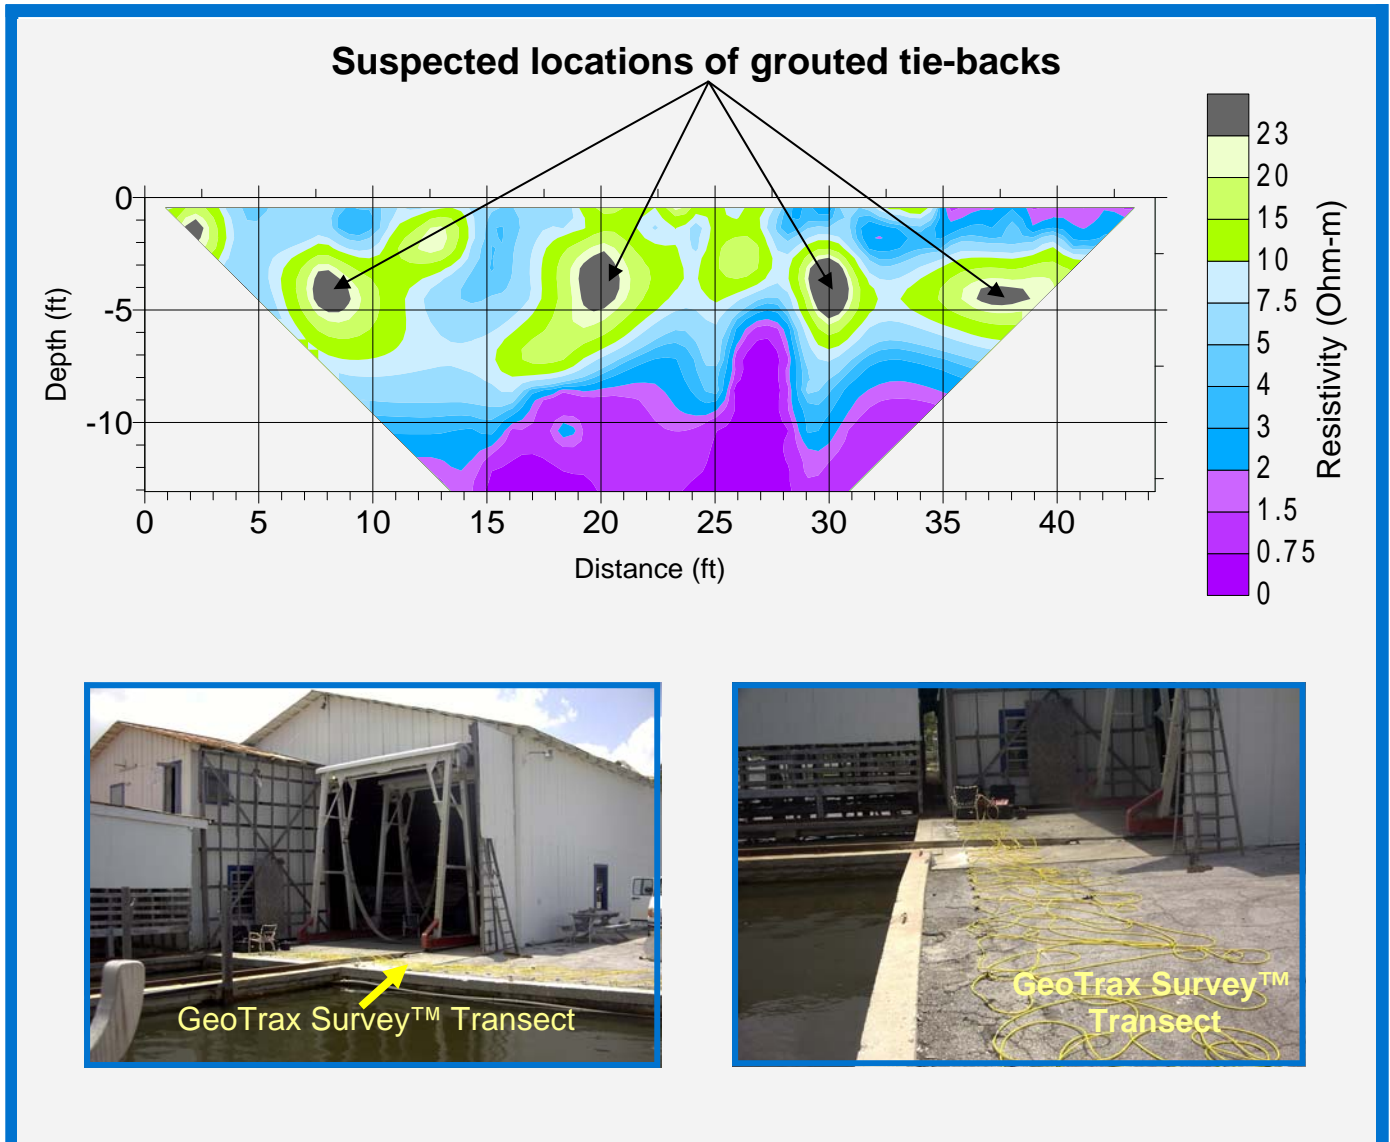 Suspected locations of grouted tie-backs
0
-5
-10
Depth (ft)
0 5 10 15 20 25 30 35 40
Distance (ft)
23
20
15
10
7.5
5
4
3
2
1.5
0.75
0
Resistivity (Ohm-m)
GeoTrax Survey™ Transect
GeoTrax Survey™
Transect